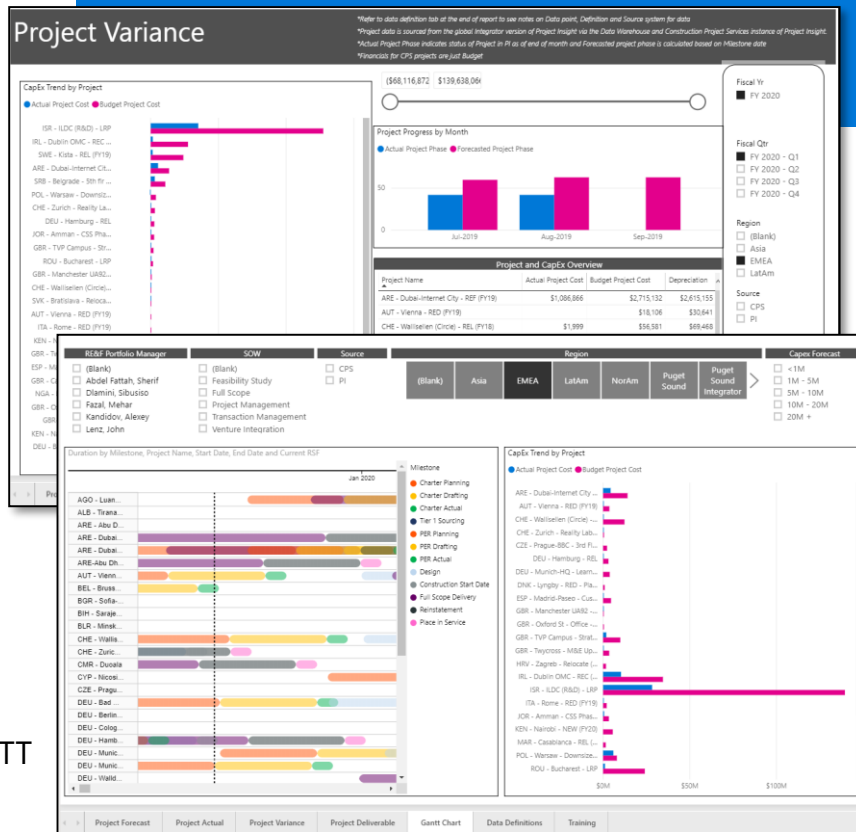 Project Variance
*Refer to data definition tab at the end of report to see notes on Data point, Definition and Source system for data
*Project data is sourced from the global Integrator version of Project Insight via the Data Warehouse and Construction Project Services instance of Project Insight.
*Actual Project Phase indicates status of Project in PI as of end of month and Forecasted project phase is calculated based on Milestone date
*Financials for CPS projects are just Budget
CapEx Trend by Project
Actual Project Cost Budget Project Cost
ISR - ILDC (R&D) - LRP
IRL - Dublin OMC - REC ...
SWE - Kista - REL (FY19)
ARE - Dubai-Internet Cit...
SRB - Belgrade - 5th flr ...
POL - Warsaw - Downsiz...
CHE - Zurich - Reality La...
DEU - Hamburg - REL
JOR - Amman - CSS Pha...
GBR - TVP Campus - Str...
ROU - Bucharest - LRP
GBR - Manchester UA92...
CHE - Wallisellen (Circle)...
SVK - Bratislava - Reloca...
AUT - Vienna - RED (FY19)
ITA - Rome - RED (FY19)
KEN - N
GBR - Tv
ESP - M
GBR - C
NGA -
GBR - O
GBR
KEN - N
DEU - B
($68,116,872 $139,638,06
Project Progress by Month
Actual Project Phase Forecasted Project Phase
50
0
Jul-2019 Aug-2019 Sep-2019
Project and CapEx Overview
Project Name Actual Project Cost Budget Project Cost Depreciation
ARE - Dubai-Internet City - REF (FY19) $1,086,866 $2,715,132 $2,615,155
AUT - Vienna - RED (FY19) $18,106 $30,641
CHE - Wallisellen (Circle) - REL (FY18) $1,999 $56,581 $69,468
Fiscal Yr
FY 2020
Fiscal Qtr
FY 2020 - Q1
FY 2020 - Q2
FY 2020 - Q3
FY 2020 - Q4
Region
(Blank)
Asia
EMEA
LatAm
Source
CPS
PI
Pro
RE&F Portfolio Manager
(Blank)
Abdel Fattah, Sherif
Dlamini, Sibusiso
Fazal, Mehar
Kandidov, Alexey
Lenz, John
SOW
(Blank)
Feasibility Study
Full Scope
Project Management
Transaction Management
Venture Integration
Source
CPS
PI
Region
(Blank) Asia EMEA LatAm NorAm Puget Sound Puget Sound Integrator
Capex Forecast
<1M
1M - 5M
5M - 10M
10M - 20M
20M +
Duration by Milestone, Project Name, Start Date, End Date and Current RSF
Jan 2020
AGO - Luan...
ALB - Tirana...
ARE - Abu D...
ARE - Dubai...
ARE - Dubai...
ARE-Abu Dh...
AUT - Vienn...
BEL - Bruss...
BGR - Sofia-...
BIH - Saraje...
BLR - Minsk...
CHE - Wallis...
CHE - Zuric...
CMR - Duoala
CYP - Nicosi...
CZE - Pragu...
DEU - Bad ...
DEU - Berlin...
DEU - Colog...
DEU - Hamb...
DEU - Munic...
DEU - Munic...
DEU - Walld...
Milestone
Charter Planning
Charter Drafting
Charter Actual
Tier 1 Sourcing
PER Planning
PER Drafting
PER Actual
Design
Construction Start Date
Full Scope Delivery
Reinstatement
Place in Service
CapEx Trend by Project
Actual Project Cost Budget Project Cost
ARE - Dubai-Internet City ...
AUT - Vienna - RED (FY19)
CHE - Wallisellen (Circle) -...
CHE - Zurich - Reality Lab...
CZE - Prague-BBC - 3rd Fl...
DEU - Hamburg - REL
DEU - Munich-HQ - Learn...
DNK - Lyngby - RED - Pla...
ESP - Madrid-Paseo - Cus...
GBR - Manchester UA92 -...
GBR - Oxford St - Office -...
GBR - TVP Campus - Strat...
GBR - Twycross - M&E Up...
HRV - Zagreb - Relocate (...
IRL - Dublin OMC - REC (...
ISR - ILDC (R&D) - LRP
ITA - Rome - RED (FY19)
JOR - Amman - CSS Phas...
KEN - Nairobi - NEW (FY20)
MAR - Casablanca - REL (...
POL - Warsaw - Downsize...
ROU - Bucharest - LRP
$0M $50M $100M
TT
Project Forecast Project Actual Project Variance Project Deliverable Gantt Chart Data Definitions Training